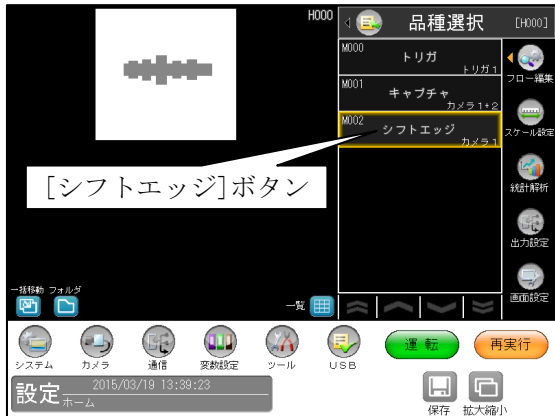 H000
品種選択
[H000]
M000
トリガ
トリガ1
M001
キャプチャ
カメラ1+2
M002
シフトエッジ
カメラ1
フロー編集
スケール設定
統計解析
出力設定
画面設定
[シフトエッジ]ボタン
一括移動
フォルダ
一覧
システム
カメラ
通信
変数設定
ツール
USB
運転
再実行
設定
2015/03/19 13:39:23
ホーム
保存
拡大縮小